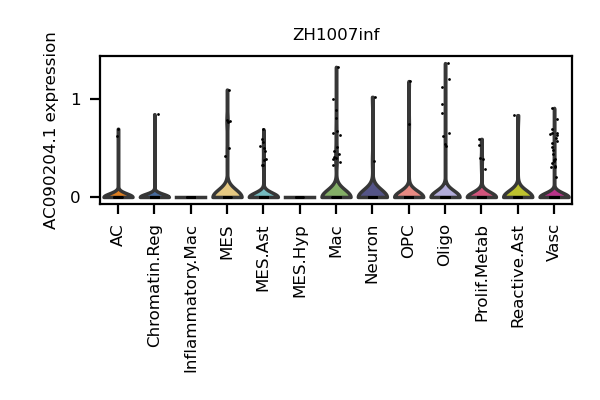 ZH1007inf
AC090204.1 expression
1
0
AC
Chromatin.Reg
Inflammatory.Mac
MES
MES.Ast
MES.Hyp
Mac
Neuron
OPC
Oligo
Prolif.Metab
Reactive.Ast
Vasc